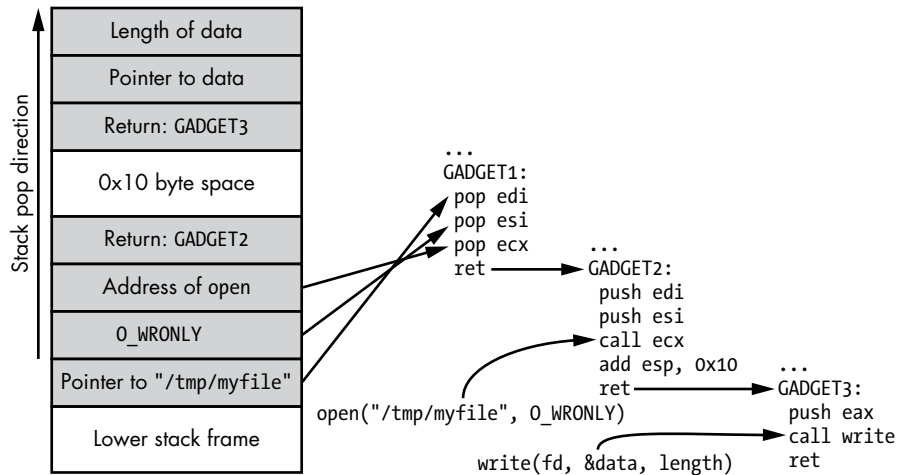 Stack pop direction
Length of data
Pointer to data
Return: GADGET3
0x10 byte space
Return: GADGET2
Address of open
O_WRONLY
Pointer to "/tmp/myfile"
Lower stack frame
...
GADGET1:
pop edi
pop esi
pop ecx
ret
...
GADGET2:
push edi
push esi
call ecx
add esp, 0x10
ret
open("/tmp/myfile", O_WRONLY)
...
GADGET3:
push eax
call write
ret
write(fd, &data, length)